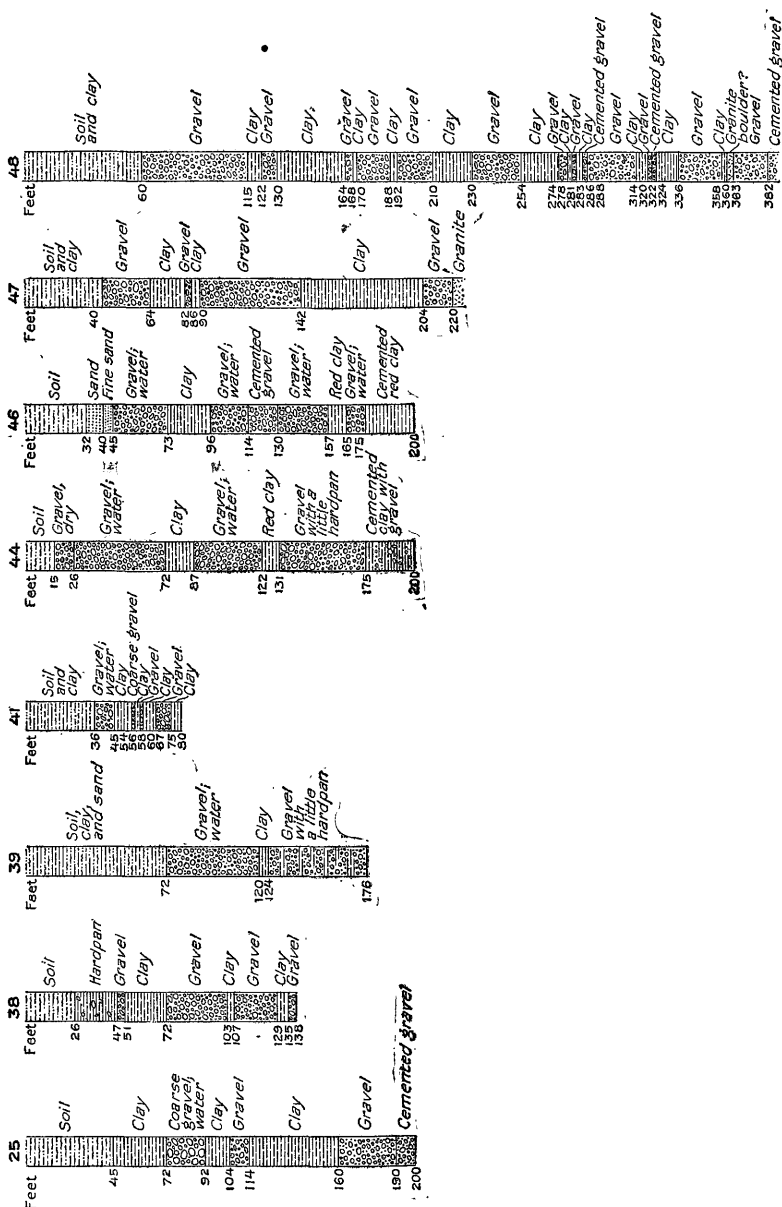 25
Feet
Soil
45
Clay
72
Coarse
gravel;
water
92
Clay
104
Gravel
114
Clay
160
Gravel
190
Cemented gravel
200
38
Feet
Soil
26
Hardpan
47
Gravel
51
Clay
72
Gravel
103
Clay
107
Gravel
129
Clay
135
Gravel
138
39
Feet
Soil,
clay,
and sand
72
Gravel;
water
120
Clay
124
Gravel
with
a little
hardpan
176
41
Feet
Soil
and
clay
36
Gravel;
water
45
Clay
54
Coarse gravel
56
Clay
58
Gravel
60
Clay
67
Gravel
75
Clay
80
44
Feet
Soil
15
Gravel,
dry
26
Gravel;
water
72
Clay
87
Gravel;
water
122
Red clay
131
Gravel
with a
little
hardpan
175
Cemented
clay with
gravel
200
46
Feet
Soil
32
Sand
40
Fine sand
45
Gravel;
water
73
Clay
96
Gravel;
water
114
Cemented
gravel
130
Gravel;
water
157
Red clay
165
Gravel;
water
175
Cemented
red clay
200
47
Feet
Soil
and
clay
40
Gravel
64
Clay
82
Gravel
86
Clay
90
Gravel
142
Clay
204
Gravel
220
Granite
48
Feet
Soil
and clay
60
Gravel
115
Clay
122
Gravel
130
Clay
164
Gravel
168
Clay
170
Gravel
188
Clay
192
Gravel
210
Clay
230
Gravel
254
Clay
274
Gravel
278
Clay
281
Gravel
283
Clay
286
Cemented gravel
288
Gravel
314
Clay
320
Gravel
322
Cemented gravel
324
Clay
336
Gravel
358
Clay
360
Granite
boulder?
363
Gravel
382
Cemented gravel